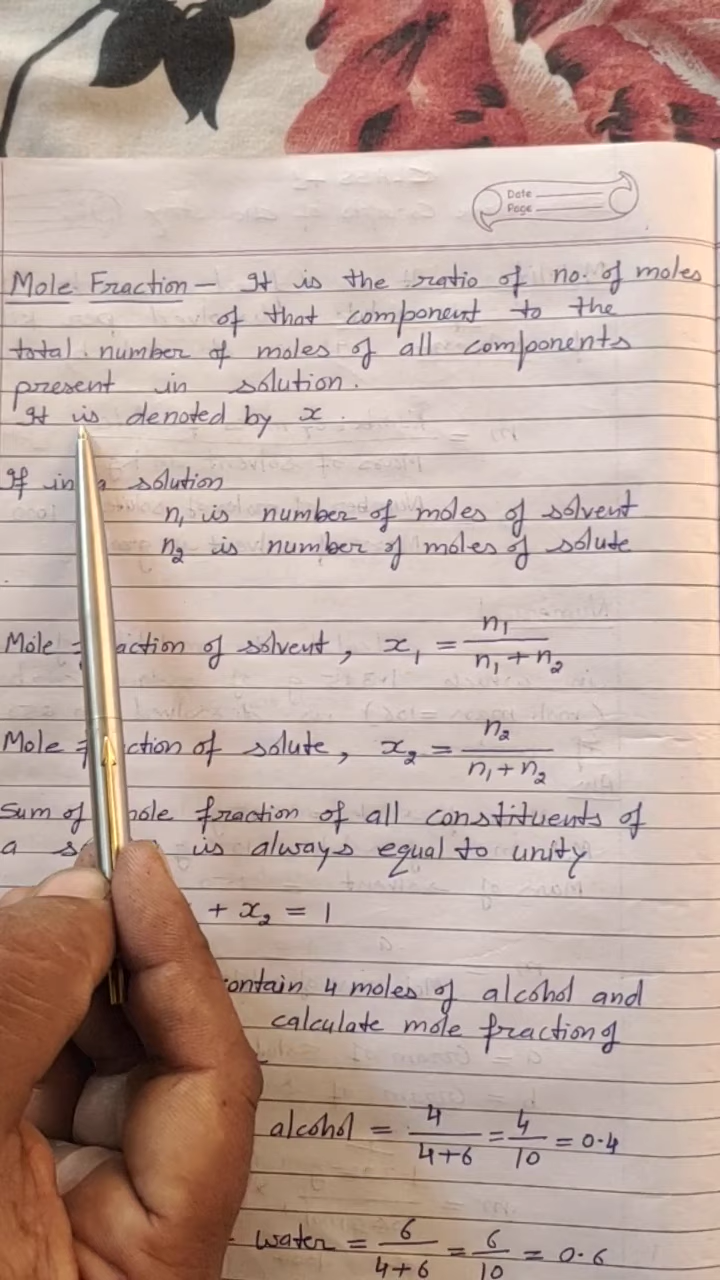 Date
Page
Mole Fraction - It is the ratio of no. of moles
of that component to the
total number of moles of all components
present in solution.
It is denoted by x.
If in a solution
n₁ is number of moles of solvent
n₂ is number of moles of solute
Mole fraction of solvent, x₁ = n₁ / n₁ + n₂
Mole fraction of solute, x₂ = n₂ / n₁ + n₂
Sum of mole fraction of all constituents of
a is always equal to unity
+ x₂ = 1
contain 4 moles of alcohol and
calculate mole fraction of
alcohol = 4 / 4+6 = 4 / 10 = 0.4
water = 6 / 4+6 = 6 / 10 = 0.6